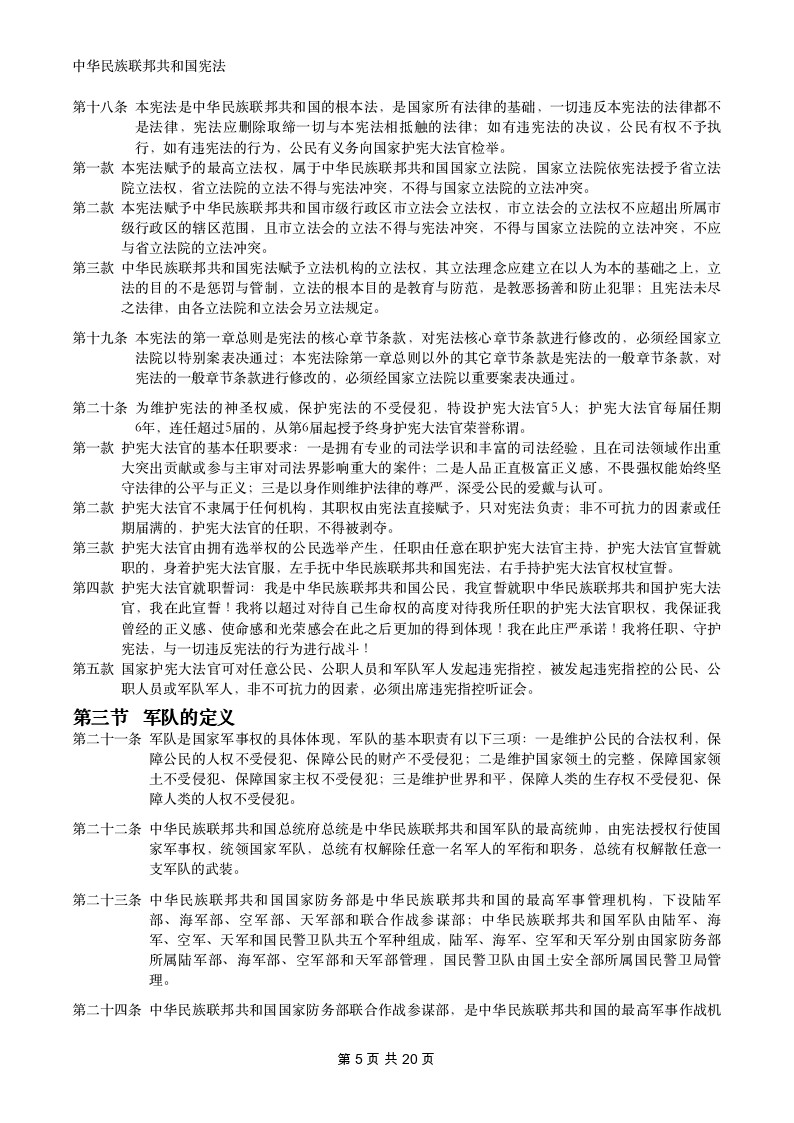 中华民族联邦共和国宪法
第十八条 本宪法是中华民族联邦共和国的根本法，是国家所有法律的基础，一切违反本宪法的法律都不
是法律，宪法应删除取缔一切与本宪法相抵触的法律；如有违宪法的决议，公民有权不予执
行，如有违宪法的行为，公民有义务向国家护宪大法官检举。
第一款 本宪法赋予的最高立法权，属于中华民族联邦共和国国家立法院，国家立法院依宪法授予省立法
院立法权，省立法院的立法不得与宪法冲突，不得与国家立法院的立法冲突。
第二款 本宪法赋予中华民族联邦共和国市级行政区市立法会立法权，市立法会的立法权不应超出所属市
级行政区的辖区范围，且市立法会的立法不得与宪法冲突，不得与国家立法院的立法冲突，不应
与省立法院的立法冲突。
第三款 中华民族联邦共和国宪法赋予立法机构的立法权，其立法理念应建立在以人为本的基础之上，立
法的目的不是惩罚与管制，立法的根本目的是教育与防范，是教恶扬善和防止犯罪；且宪法未尽
之法律，由各立法院和立法会另立法规定。
第十九条 本宪法的第一章总则是宪法的核心章节条款，对宪法核心章节条款进行修改的，必须经国家立
法院以特别案表决通过；本宪法除第一章总则以外的其它章节条款是宪法的一般章节条款，对
宪法的一般章节条款进行修改的，必须经国家立法院以重要案表决通过。
第二十条 为维护宪法的神圣权威，保护宪法的不受侵犯，特设护宪大法官5人；护宪大法官每届任期
6年，连任超过5届的，从第6届起授予终身护宪大法官荣誉称谓。
第一款 护宪大法官的基本任职要求：一是拥有专业的司法学识和丰富的司法经验，且在司法领域作出重
大突出贡献或参与主审对司法界影响重大的案件；二是人品正直极富正义感，不畏强权能始终坚
守法律的公平与正义；三是以身作则维护法律的尊严，深受公民的爱戴与认可。
第二款 护宪大法官不隶属于任何机构，其职权由宪法直接赋予，只对宪法负责；非不可抗力的因素或任
期届满的，护宪大法官的任职，不得被剥夺。
第三款 护宪大法官由拥有选举权的公民选举产生，任职由任意在职护宪大法官主持，护宪大法官宣誓就
职的，身着护宪大法官服，左手抚中华民族联邦共和国宪法，右手持护宪大法官权杖宣誓。
第四款 护宪大法官就职誓词：我是中华民族联邦共和国公民，我宣誓就职中华民族联邦共和国护宪大法
官，我在此宣誓！我将以超过对待自己生命权的高度对待我所任职的护宪大法官职权，我保证我
曾经的正义感、使命感和光荣感会在此之后更加的得到体现！我在此庄严承诺！我将任职、守护
宪法，与一切违反宪法的行为进行战斗！
第五款 国家护宪大法官可对任意公民、公职人员和军队军人发起违宪指控，被发起违宪指控的公民、公
职人员或军队军人，非不可抗力的因素，必须出席违宪指控听证会。
第三节 军队的定义
第二十一条 军队是国家军事权的具体体现，军队的基本职责有以下三项：一是维护公民的合法权利，保
障公民的人权不受侵犯、保障公民的财产不受侵犯；二是维护国家领土的完整，保障国家领
土不受侵犯、保障国家主权不受侵犯；三是维护世界和平，保障人类的生存权不受侵犯、保
障人类的人权不受侵犯。
第二十二条 中华民族联邦共和国总统府总统是中华民族联邦共和国军队的最高统帅，由宪法授权行使国
家军事权，统领国家军队，总统有权解除任意一名军人的军衔和职务，总统有权解散任意一
支军队的武装。
第二十三条 中华民族联邦共和国国家防务部是中华民族联邦共和国的最高军事管理机构，下设陆军
部、海军部、空军部、天军部和联合作战参谋部；中华民族联邦共和国军队由陆军、海
军、空军、天军和国民警卫队共五个军种组成，陆军、海军、空军和天军分别由国家防务部
所属陆军部、海军部、空军部和天军部管理，国民警卫队由国土安全部所属国民警卫局管
理。
第二十四条 中华民族联邦共和国国家防务部联合作战参谋部，是中华民族联邦共和国的最高军事作战机
第 5 页 共 20 页